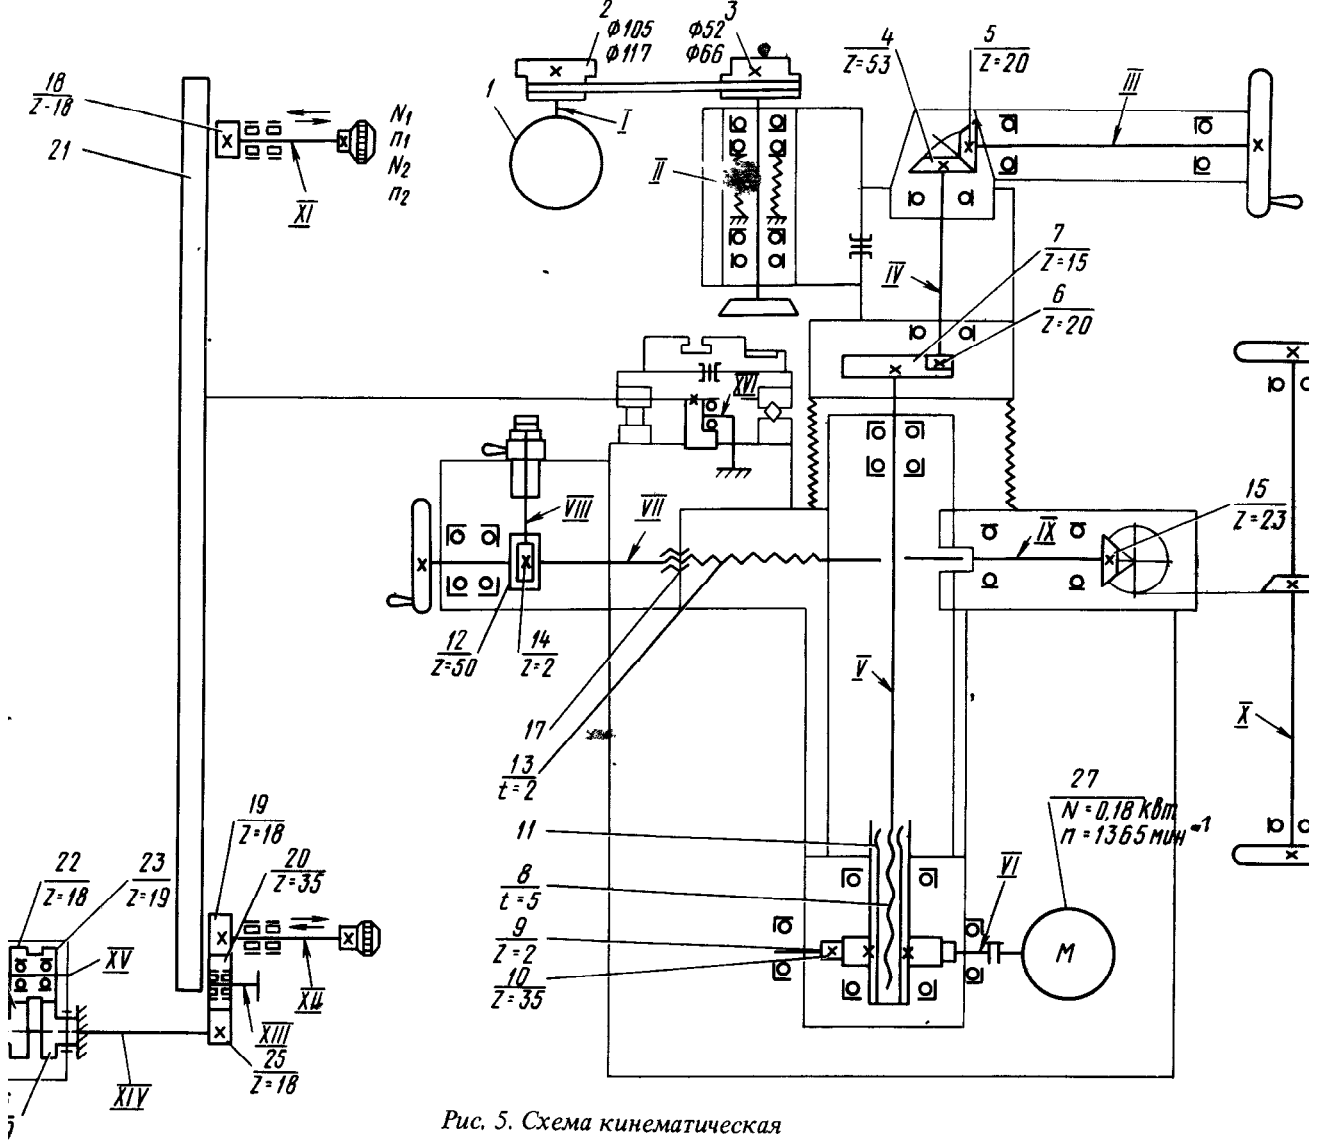 2
Ф105
Ф117
3
Ф52
Ф66
4
Z=53
5
Z=20
III
18
Z-18
21
1
I
N1
n1
N2
n2
XI
II
IV
7
Z=15
6
Z=20
XVI
VIII
VII
IX
15
Z=23
12
Z=50
14
Z=2
V
X
17
13
t=2
27
N=0,18 квт
n=1365 мин-1
19
Z=18
11
20
Z=35
22
Z=18
23
Z=19
8
t=5
VI
9
Z=2
10
Z=35
M
XV
XII
XIII
25
Z=18
XIV
Рис. 5. Схема кинематическая